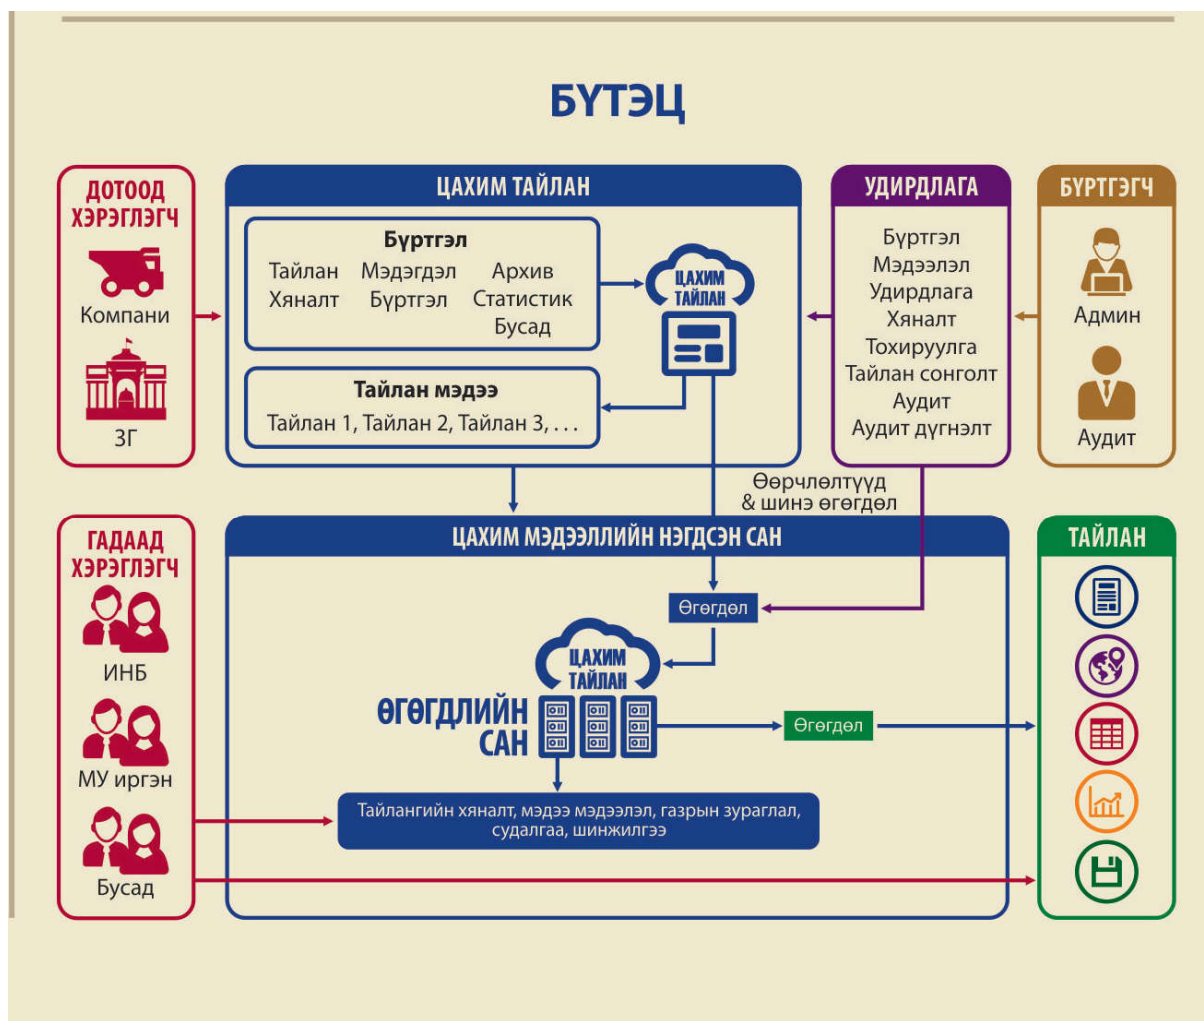 БҮТЭЦ
ДОТООД
ХЭРЭГЛЭГЧ
Компани
ЗГ
ЦАХИМ ТАЙЛАН
Бүртгэл
Тайлан Мэдэгдэл Архив
Хяналт Бүртгэл Статистик
Бусад
ЦАХИМ
ТАЙЛАН
Тайлан мэдээ
Тайлан 1, Тайлан 2, Тайлан 3, . . .
УДИРДЛАГА
Бүртгэл
Мэдээлэл
Удирдлага
Хяналт
Тохируулга
Тайлан сонголт
Аудит
Аудит дүгнэлт
БҮРТГЭГЧ
Админ
Аудит
Өөрчлөлтүүд
& шинэ өгөгдөл
ГАДААД
ХЭРЭГЛЭГЧ
ИНБ
МУ иргэн
Бусад
ЦАХИМ МЭДЭЭЛЛИЙН НЭГДСЭН САН
Өгөгдөл
ЦАХИМ
ТАЙЛАН
ӨГӨГДЛИЙН
САН
Өгөгдөл
Тайлангийн хяналт, мэдээ мэдээлэл, газрын зураглал,
судалгаа, шинжилгээ
ТАЙЛАН